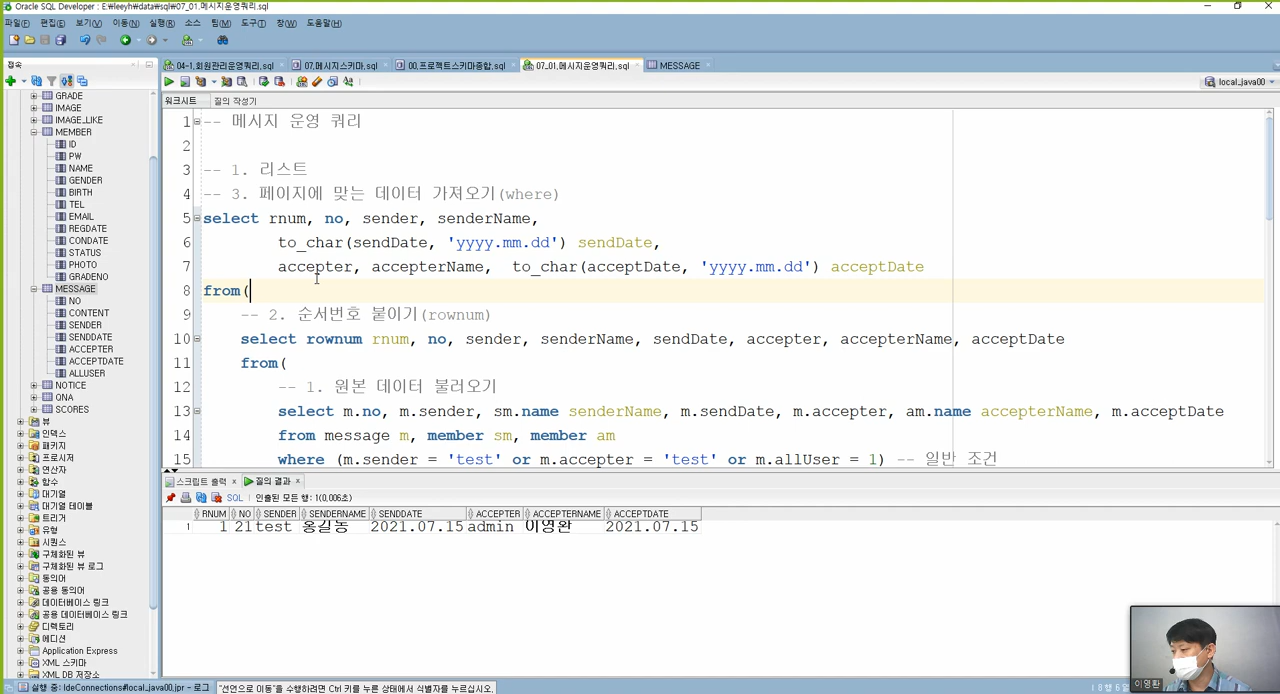 Oracle SQL Developer : E:\leeyh\data\sql\07_01.메시지운영쿼리.sql
파일(F) 편집(E) 보기(V) 이동(N) 실행(R) 소스 팀(M) 도구(T) 창(W) 도움말(H)
접속
04-1.회원관리운영쿼리.sql 07.메시지스키마.sql 00.프로젝트스키마종합.sql 07_01.메시지운영쿼리.sql MESSAGE
local_java00
워크시트 질의 작성기
GRADE
IMAGE
IMAGE_LIKE
MEMBER
ID
PW
NAME
GENDER
BIRTH
TEL
EMAIL
REGDATE
CONDATE
STATUS
PHOTO
GRADENO
MESSAGE
NO
CONTENT
SENDER
SENDDATE
ACCEPTER
ACCEPTDATE
ALLUSER
NOTICE
QNA
SCORES
뷰
인덱스
패키지
프로시저
연산자
함수
대기열
대기열 테이블
트리거
유형
시퀀스
구체화된 뷰
구체화된 뷰 로그
동의어
공용 동의어
데이터베이스 링크
공용 데이터베이스 링크
디렉토리
에디션
Application Express
XML 스키마
XML DB 저장소
1 -- 메시지 운영 쿼리
2
3 -- 1. 리스트
4 -- 3. 페이지에 맞는 데이터 가져오기(where)
5 select rnum, no, sender, senderName,
6 to_char(sendDate, 'yyyy.mm.dd') sendDate,
7 accepter, accepterName, to_char(acceptDate, 'yyyy.mm.dd') acceptDate
8 from(
9 -- 2. 순서번호 붙이기(rownum)
10 select rownum rnum, no, sender, senderName, sendDate, accepter, accepterName, acceptDate
11 from(
12 -- 1. 원본 데이터 불러오기
13 select m.no, m.sender, sm.name senderName, m.sendDate, m.accepter, am.name accepterName, m.acceptDate
14 from message m, member sm, member am
15 where (m.sender = 'test' or m.accepter = 'test' or m.allUser = 1) -- 일반 조건
스크립트 출력 질의 결과
SQL 인출된 모든 행: 1(0,006초)
RNUM NO SENDER SENDERNAME SENDDATE ACCEPTER ACCEPTERNAME ACCEPTDATE
1 1 21 test 홍길동 2021.07.15 admin 이영환 2021.07.15
이영환
실행 중: IdeConnections#local_java00.jpr - 로그 "선언으로 이동"을 수행하려면 Ctrl 키를 누른 상태에서 식별자를 누르십시오.